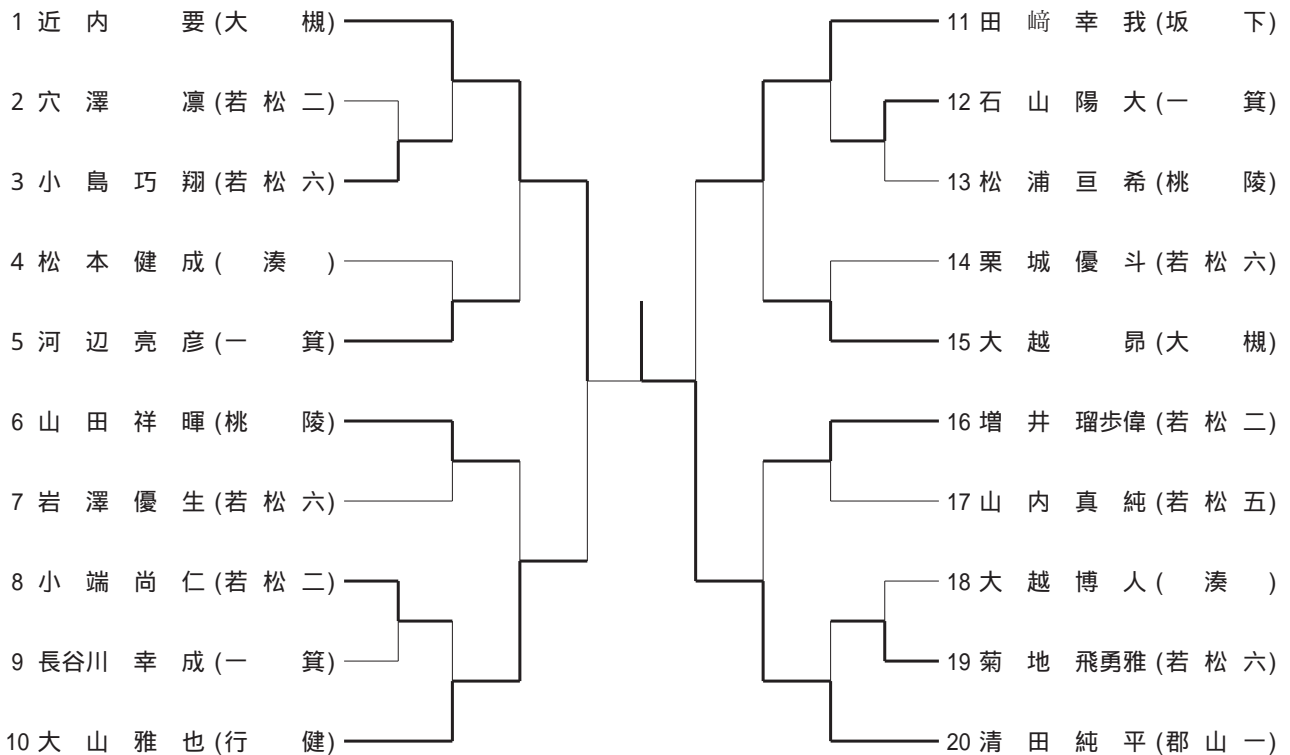 1 近内 要 (大槻)
2 穴澤 凛 (若松二)
3 小島巧翔 (若松六)
4 松本健成 (湊)
5 河辺亮彦 (一箕)
6 山田祥暉 (桃陵)
7 岩澤優生 (若松六)
8 小端尚仁 (若松二)
9 長谷川幸成 (一箕)
10 大山雅也 (行健)
11 田﨑幸我 (坂下)
12 石山陽大 (一箕)
13 松浦亘希 (桃陵)
14 栗城優斗 (若松六)
15 大越 昴 (大槻)
16 増井瑠歩偉 (若松二)
17 山内真純 (若松五)
18 大越博人 (湊)
19 菊地飛勇雅 (若松六)
20 清田純平 (郡山一)